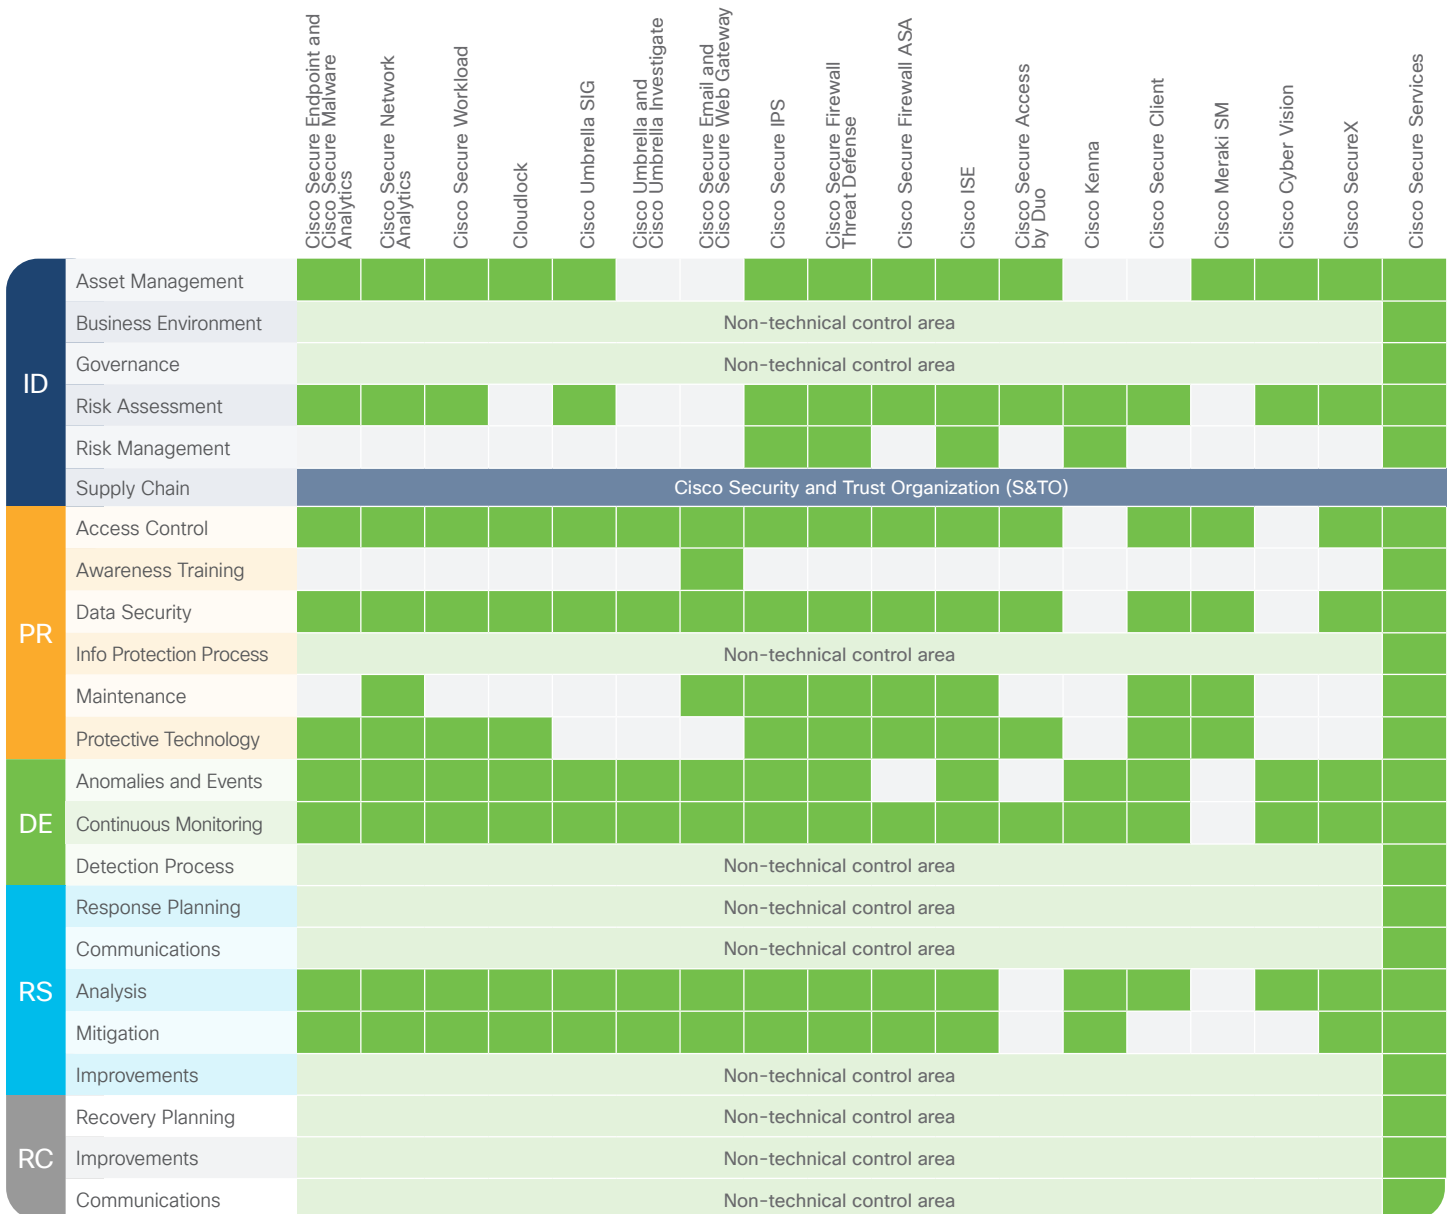 Cisco Secure Endpoint and
Cisco Secure Malware
Analytics
Cisco Secure Network
Analytics
Cisco Secure Workload
Cloudlock
Cisco Umbrella SIG
Cisco Umbrella and
Cisco Umbrella Investigate
Cisco Secure Email and
Cisco Secure Web Gateway
Cisco Secure IPS
Cisco Secure Firewall
Threat Defense
Cisco Secure Firewall ASA
Cisco ISE
Cisco Secure Access
by Duo
Cisco Kenna
Cisco Secure Client
Cisco Meraki SM
Cisco Cyber Vision
Cisco SecureX
Cisco Secure Services
ID
Asset Management
Business Environment
Non-technical control area
Governance
Non-technical control area
Risk Assessment
Risk Management
Supply Chain
Cisco Security and Trust Organization (S&TO)
PR
Access Control
Awareness Training
Data Security
Info Protection Process
Non-technical control area
Maintenance
Protective Technology
DE
Anomalies and Events
Continuous Monitoring
Detection Process
Non-technical control area
RS
Response Planning
Non-technical control area
Communications
Non-technical control area
Analysis
Mitigation
Improvements
Non-technical control area
RC
Recovery Planning
Non-technical control area
Improvements
Non-technical control area
Communications
Non-technical control area